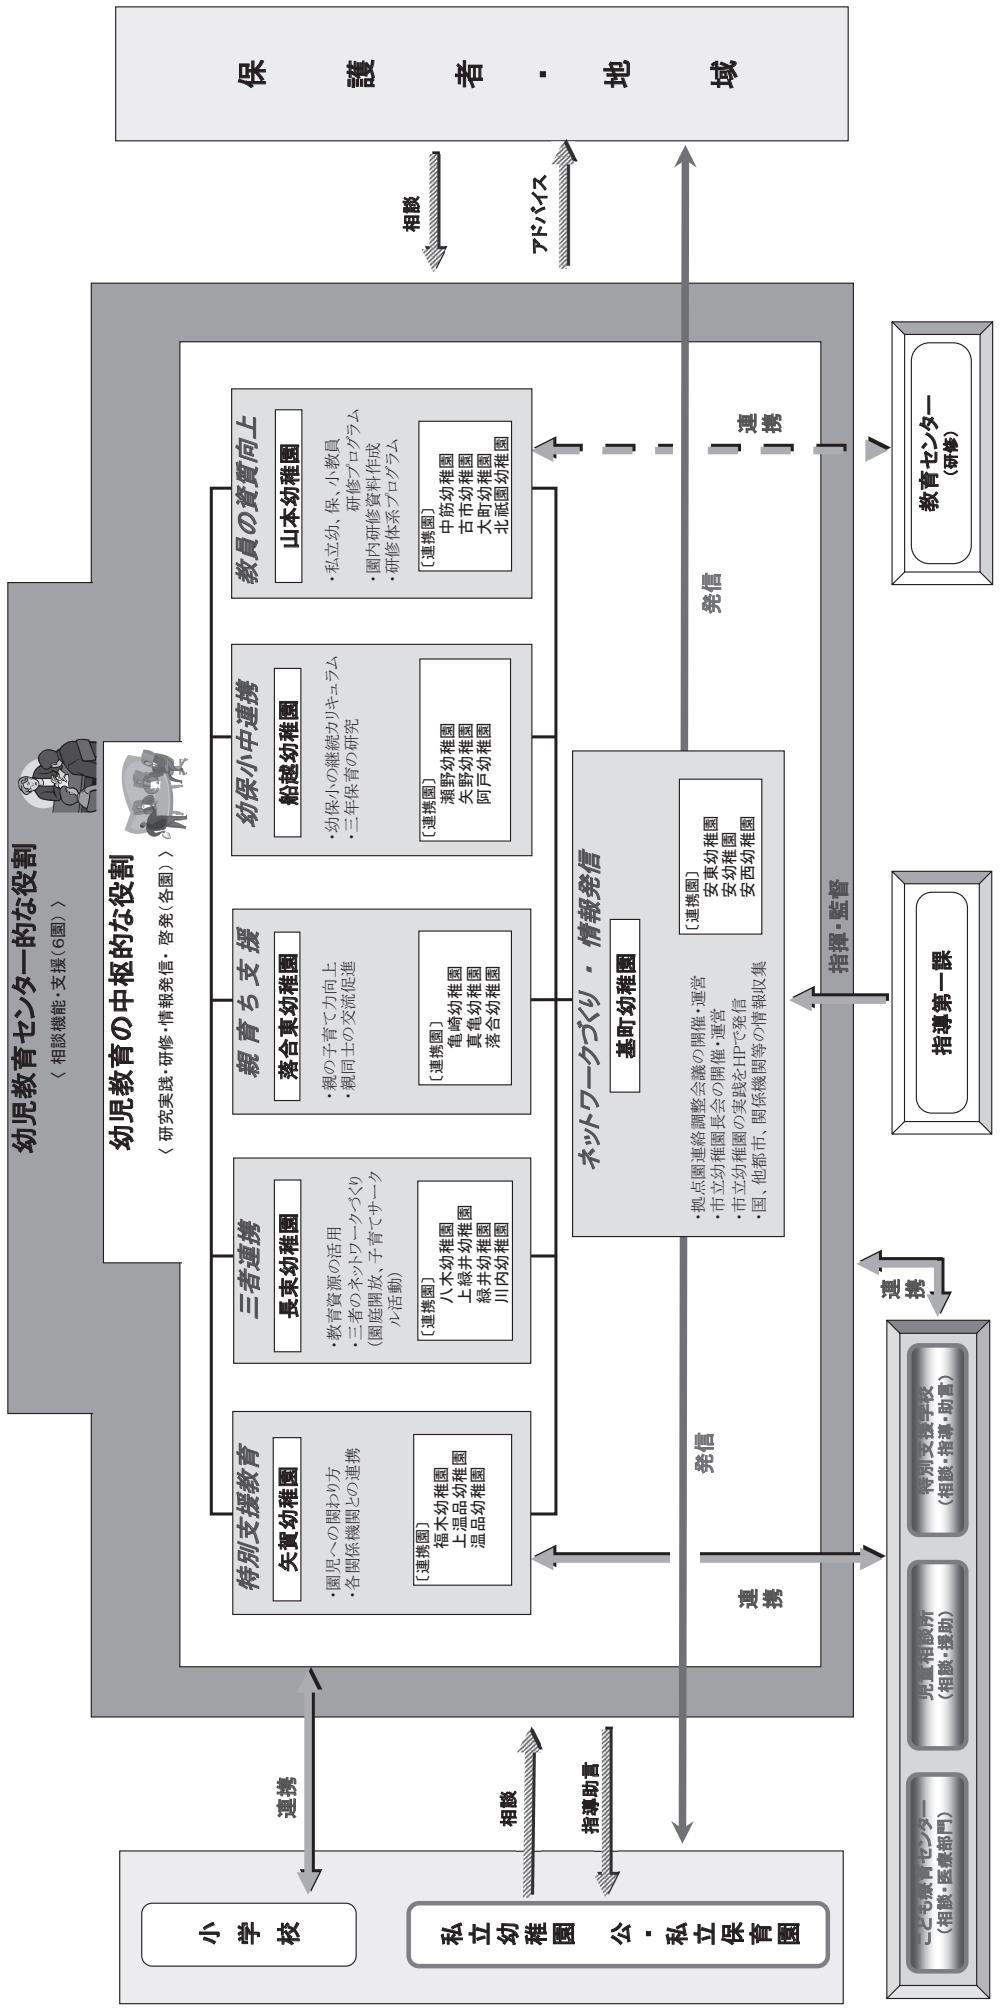 幼児教育センター的な役割
〈 相談機能・支援(6園) 〉
幼児教育の中枢的な役割
〈 研究実践・研修・情報発信・啓発(各園) 〉
小学校
私立幼稚園 公・私立保育園
連携
相談
指導助言
特別支援教育
矢賀幼稚園
・園児への関わり方
・各関係機関との連携
〔連携園〕
福木幼稚園
上温品幼稚園
温品幼稚園
三者連携
長束幼稚園
・教育資源の活用
・三者のネットワークづくり
(園庭開放、子育てサーク
ル活動)
〔連携園〕
八木幼稚園
上緑井幼稚園
緑井幼稚園
川内幼稚園
親育ち支援
落合東幼稚園
・親の子育て力向上
・親同士の交流促進
〔連携園〕
亀崎幼稚園
真亀幼稚園
落合幼稚園
幼保小中連携
船越幼稚園
・幼保小の継続カリキュラム
・三年保育の研究
〔連携園〕
瀬野幼稚園
矢野幼稚園
阿戸幼稚園
教員の資質向上
山本幼稚園
・私立幼、保、小教員
研修プログラム
・園内研修資料作成
・研修体系プログラム
〔連携園〕
中筋幼稚園
古市幼稚園
大町幼稚園
北祇園幼稚園
ネットワークづくり・情報発信
基町幼稚園
・拠点園連絡調整会議の開催・運営
・市立幼稚園長会の開催・運営
・市立幼稚園の実践をHPで発信
・国、他都市、関係機関等の情報収集
〔連携園〕
安東幼稚園
安幼稚園
安西幼稚園
発信
発信
連携
連携
相談
アドバイス
保護者・地域
連携
指揮・監督
こども療育センター
(相談・医療部門)
児童相談所
(相談・援助)
特別支援学校
(相談・指導・助言)
指導第一課
教育センター
(研修)